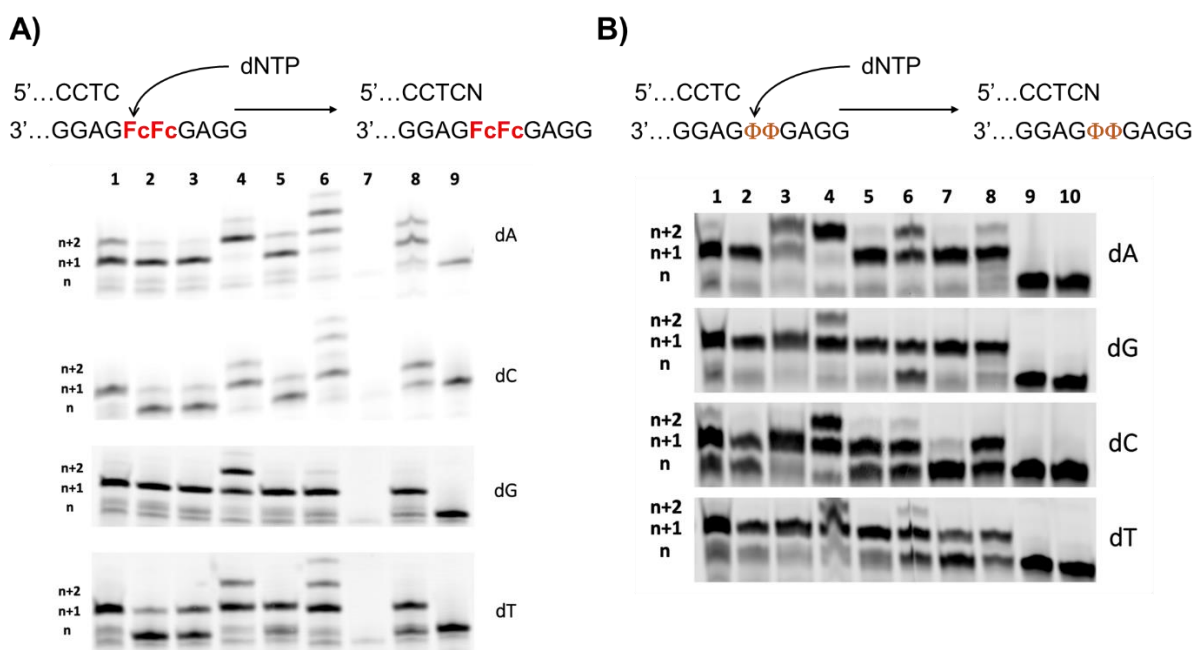 A)
dNTP
5’…CCTC
3’…GGAGFcFcGAGG
5’…CCTCN
3’…GGAGFcFcGAGG
1 2 3 4 5 6 7 8 9
n+2
n+1
n
dA
n+2
n+1
n
dC
n+2
n+1
n
dG
n+2
n+1
n
dT
B)
dNTP
5’…CCTC
3’…GGAGΦΦGAGG
5’…CCTCN
3’…GGAGΦΦGAGG
1 2 3 4 5 6 7 8 9 10
n+2
n+1
n
dA
n+2
n+1
n
dG
n+2
n+1
n
dC
n+2
n+1
n
dT